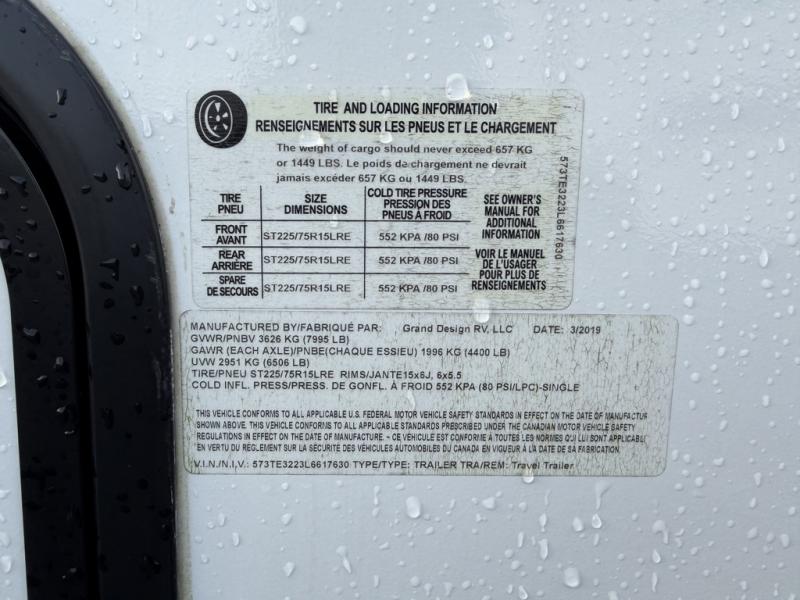 TIRE AND LOADING INFORMATION
RENSEIGNEMENTS SUR LES PNEUS ET LE CHARGEMENT
The weight of cargo should never exceed 657 KG
or 1449 LBS. Le poids da chargement ne devrait
jamais excéder 657 KG ou 1449 LBS.
TIRE
PNEU
SIZE
DIMENSIONS
COLD TIRE PRESSURE
PRESSION DES
PNEUS À FROID
FRONT
AVANT
ST225/75R15LRE
552 KPA /80 PSI
REAR
ARRIÈRE
ST225/75R15LRE
552 KPA /80 PSI
SPARE
DE SECOURS
ST225/75R15LRE
552 KPA /80 PSI
SEE OWNER'S
MANUAL FOR
ADDITIONAL
INFORMATION
VOIR LE MANUEL
DE L'USAGER
POUR PLUS DE
RENSEIGNEMENTS
573TE3223L6617630
MANUFACTURED BY/FABRIQUÉ PAR: Grand Design RV, LLC DATE: 3/2019
GVWR/PNBV 3626 KG (7995 LB)
GAWR (EACH AXLE)/PNBE(CHAQUE ESSIEU) 1996 KG (4400 LB)
UVW 2951 KG (6506 LB)
TIRE/PNEU ST225/75R15LRE RIMS/JANTE15x6J, 6x5.5
COLD INFL. PRESS/PRESS DE GONFL. À FROID 552 KPA (80 PSI/LPC)-SINGLE
THIS VEHICLE CONFORMS TO ALL APPLICABLE U.S. FEDERAL MOTOR VEHICLE SAFETY STANDARDS IN EFFECT ON THE DATE OF MANUFACTUR
SHOWN ABOVE. THIS VEHICLE CONFORMS TO ALL APPLICABLE STANDARDS PRESCRIBED UNDER THE CANADIAN MOTOR VEHICLE SAFETY
REGULATIONS IN EFFECT ON THE DATE OF MANUFACTURE. - CE VÉHICULE EST CONFORME À TOUTES LES NORMES QUI LUI SONT APPLICABL
EN VERTU DU RÈGLEMENT SUR LA SÉCURITÉ DES VÉHICULES AUTOMOBILES DU CANADA EN VIGUEUR À LA DATE DE SA FABRICATION.
V.I.N./N.I.V.: 573TE3223L6617630 TYPE/TYPE: TRAILER TRA/REM: Travel Trailer